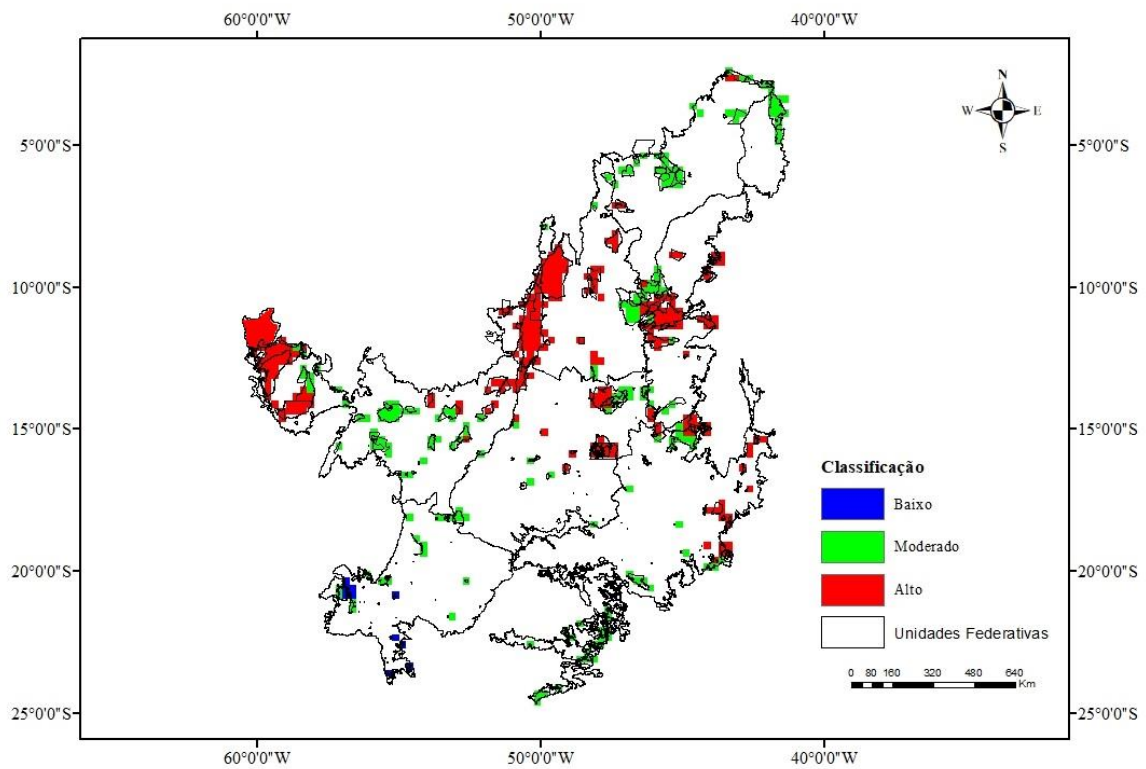 60°0'0"W 50°0'0"W 40°0'0"W
N
W E
S
5°0'0"S 5°0'0"S
10°0'0"S 10°0'0"S
15°0'0"S 15°0'0"S
Classificação
Baixo
Moderado
Alto
Unidades Federativas
20°0'0"S 20°0'0"S
0 80 160 320 480 640
Km
25°0'0"S 25°0'0"S
60°0'0"W 50°0'0"W 40°0'0"W